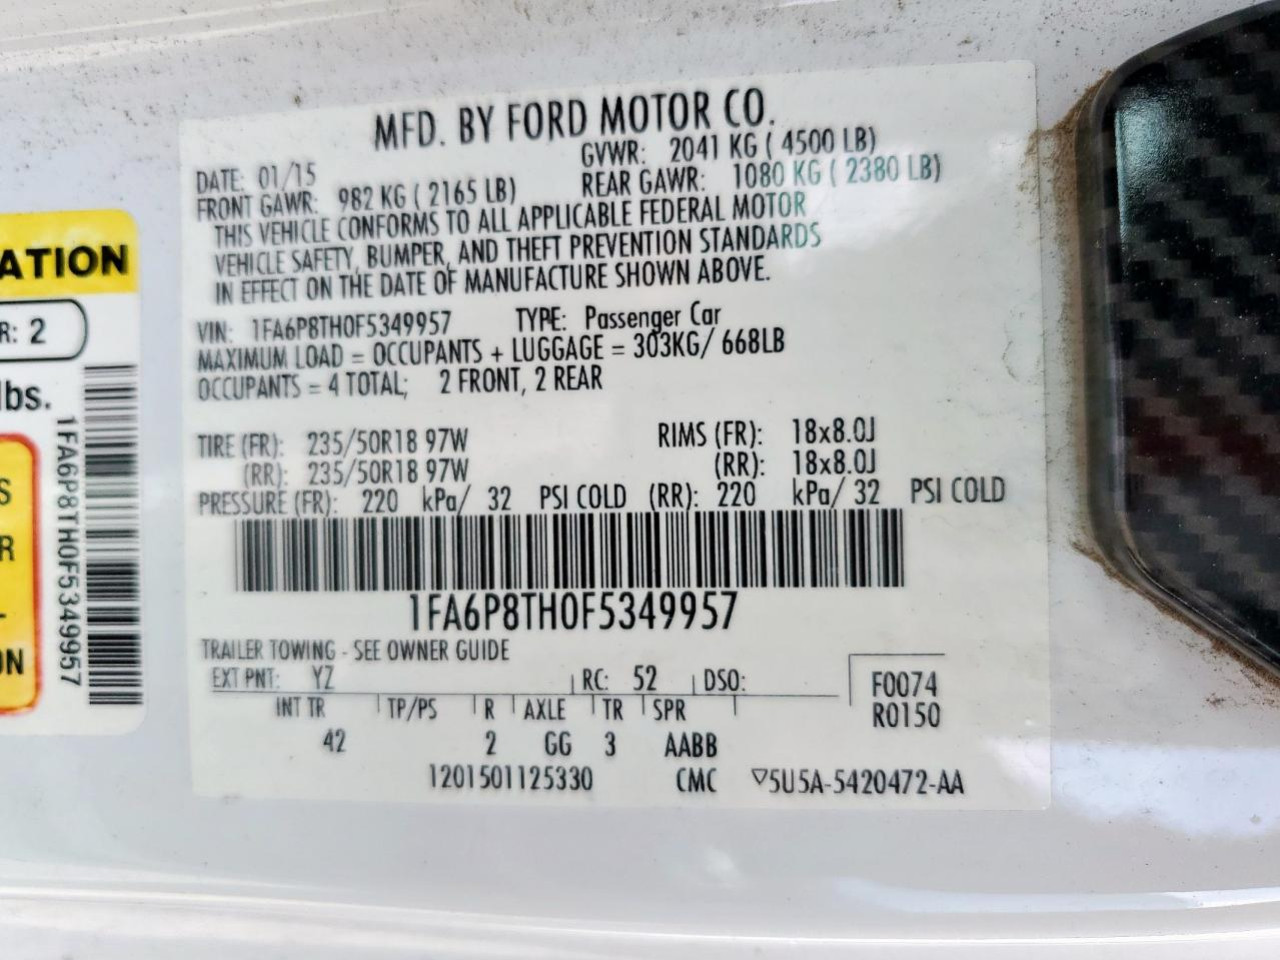 MFD. BY FORD MOTOR CO.
DATE: 01/15 GVWR: 2041 KG ( 4500 LB)
FRONT GAWR: 982 KG ( 2165 LB) REAR GAWR: 1080 KG ( 2380 LB)
THIS VEHICLE CONFORMS TO ALL APPLICABLE FEDERAL MOTOR
VEHICLE SAFETY, BUMPER, AND THEFT PREVENTION STANDARDS
IN EFFECT ON THE DATE OF MANUFACTURE SHOWN ABOVE.
VIN: 1FA6P8TH0F5349957 TYPE: Passenger Car
MAXIMUM LOAD = OCCUPANTS + LUGGAGE = 303KG/ 668LB
OCCUPANTS = 4 TOTAL; 2 FRONT, 2 REAR
TIRE (FR): 235/50R18 97W RIMS (FR): 18x8.0J
(RR): 235/50R18 97W (RR): 18x8.0J
PRESSURE (FR): 220 kPa/ 32 PSI COLD (RR): 220 kPa/ 32 PSI COLD
1FA6P8TH0F5349957
TRAILER TOWING - SEE OWNER GUIDE
EXT PNT: YZ RC: 52 DSO: F0074
INT TR TP/PS R AXLE TR SPR R0150
42 2 GG 3 AABB
1201501125330 CMC ▽5U5A-5420472-AA
ATION
R: 2
lbs.
1FA6P8TH0F5349957
S
R
-
ON